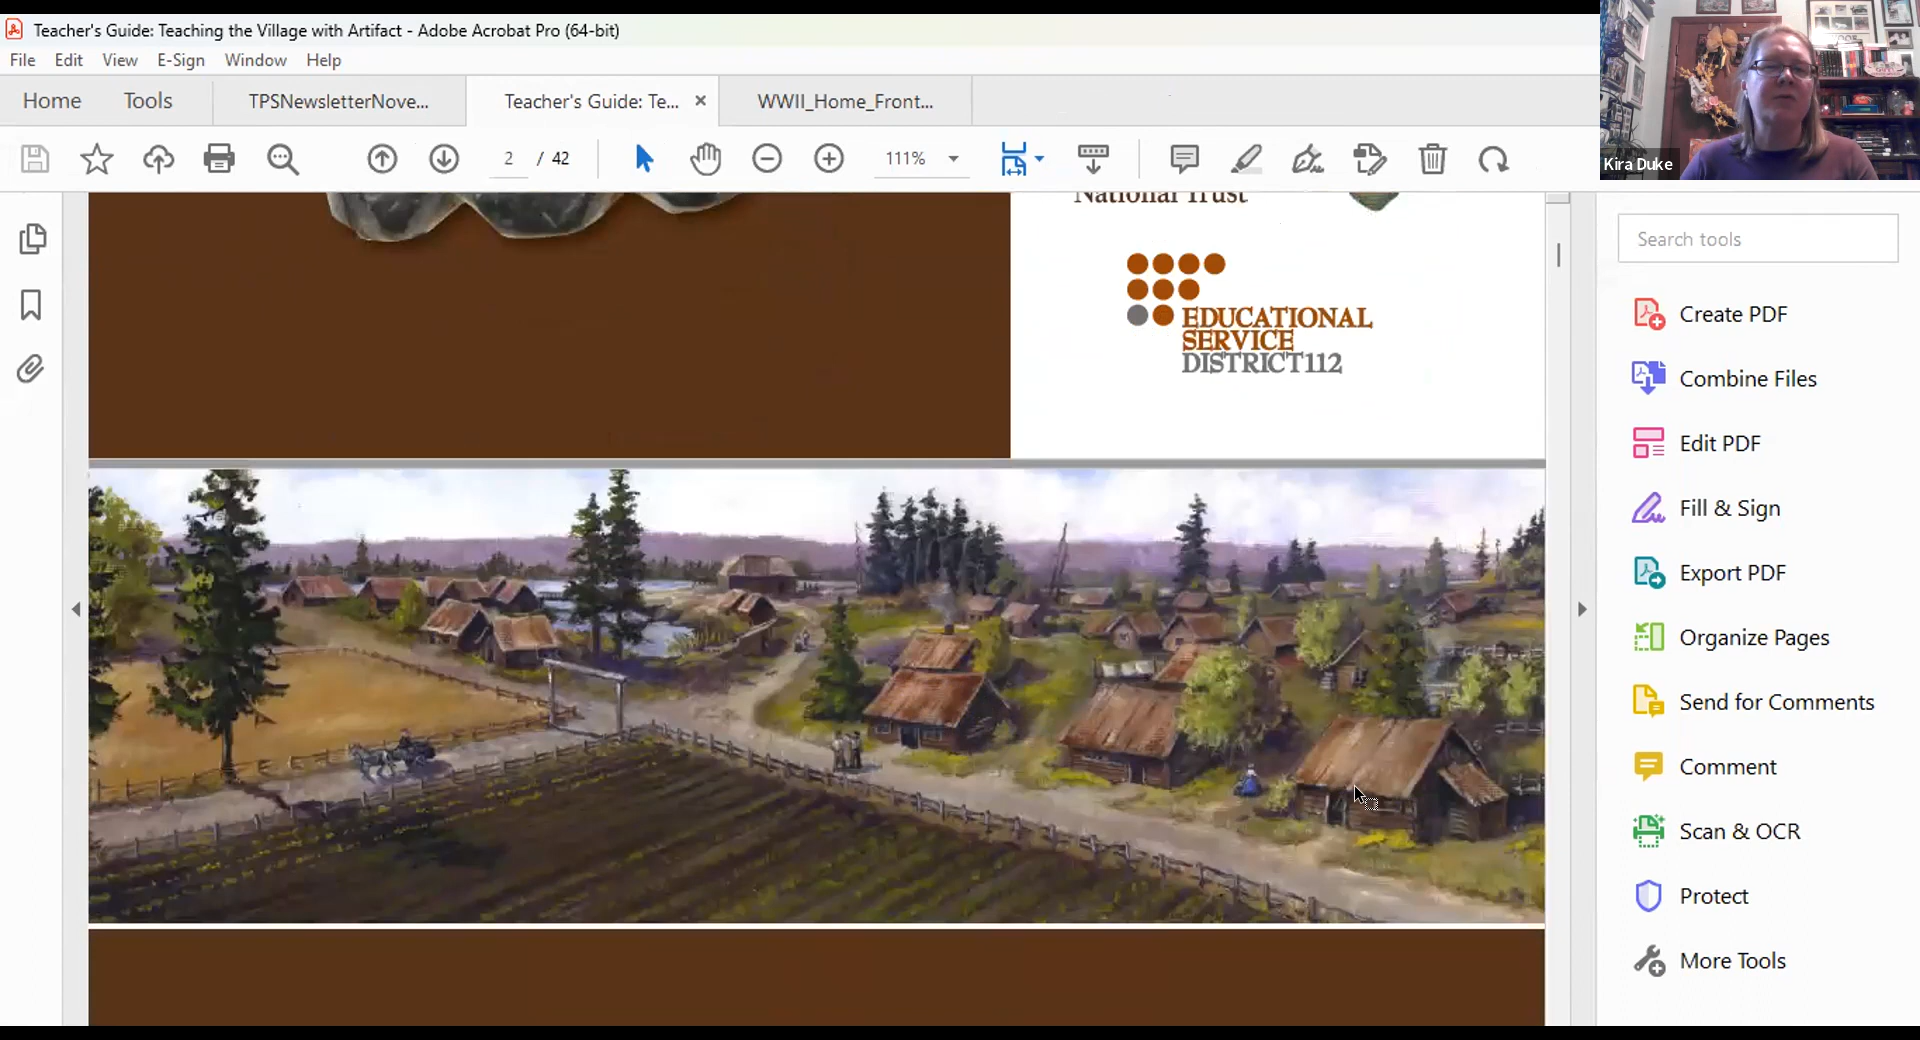 Teacher's Guide: Teaching the Village with Artifact - Adobe Acrobat Pro (64-bit)
File Edit View E-Sign Window Help
Home Tools TPSNewsletterNove... Teacher's Guide: Te... × WWII_Home_Front...
2 / 42 111%
Kira Duke
National Trust
EDUCATIONAL
SERVICE
DISTRICT112
Search tools
Create PDF
Combine Files
Edit PDF
Fill & Sign
Export PDF
Organize Pages
Send for Comments
Comment
Scan & OCR
Protect
More Tools